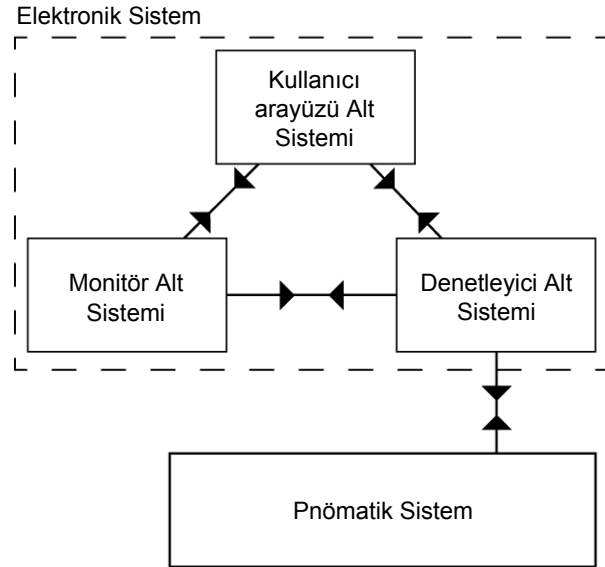 Elektronik Sistem
Kullanıcı
arayüzü Alt
Sistemi
Monitör Alt
Sistemi
Denetleyici Alt
Sistemi
Pnömatik Sistem